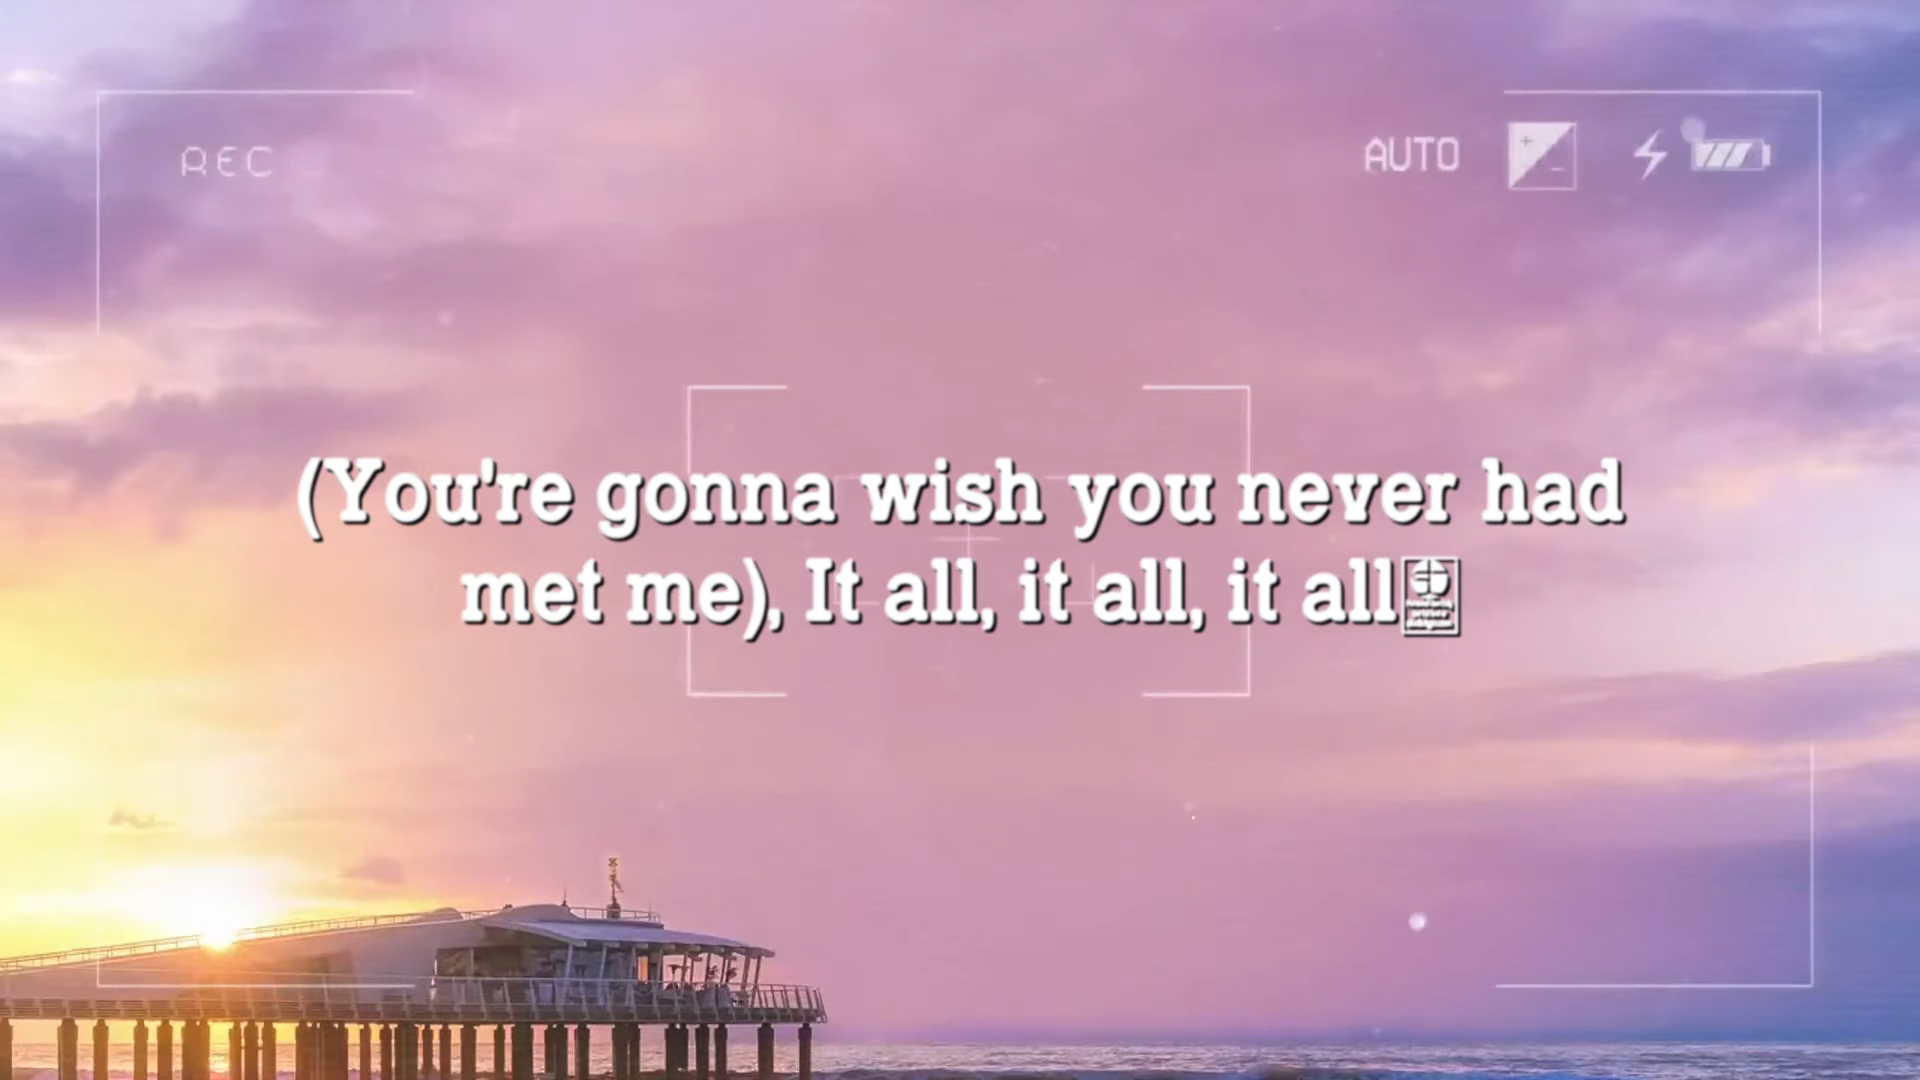 REC
AUTO
(You're gonna wish you never had
met me), It all, it all, it all